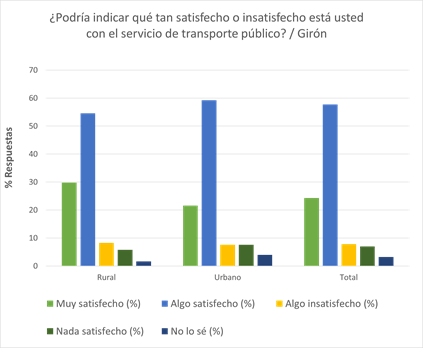 ¿Podría indicar qué tan satisfecho o insatisfecho está usted
con el servicio de transporte público? / Girón
% Respuestas
70
60
50
40
30
20
10
0
Rural
Urbano
Total
Muy satisfecho (%)
Algo satisfecho (%)
Algo insatisfecho (%)
Nada satisfecho (%)
No lo sé (%)